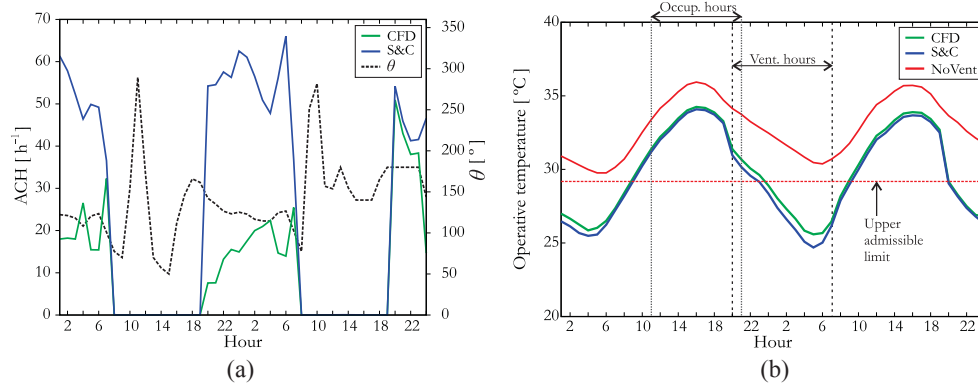 70
60
50
40
30
20
10
0
ACH [ h⁻¹ ]
350
300
250
200
150
100
50
0
θ [ ° ]
CFD
S&C
θ
2 6 10 14 18 22 2 6 10 14 18 22
Hour
(a)
Occup. hours
Vent. hours
40
35
30
25
20
Operative temperature [ °C ]
CFD
S&C
NoVent
Upper
admissible
limit
2 6 10 14 18 22 2 6 10 14 18 22
Hour
(b)